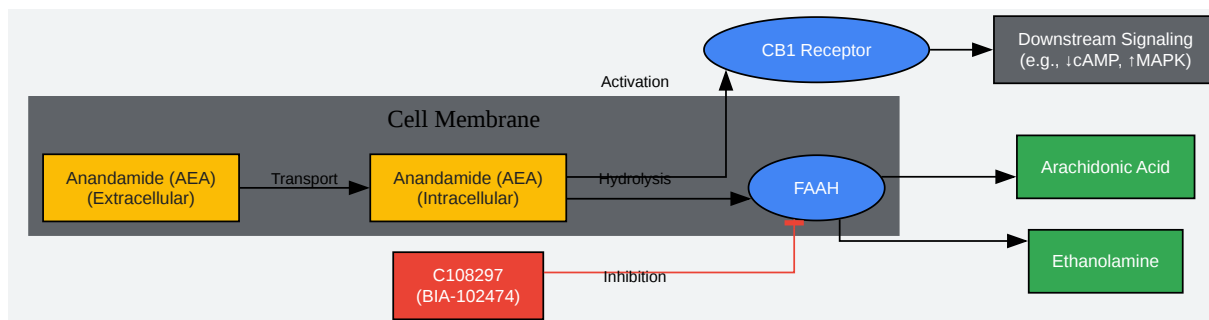 CB1 Receptor
Downstream Signaling
(e.g., ↓cAMP, ↑MAPK)
Activation
Cell Membrane
Anandamide (AEA)
(Extracellular)
Transport
Anandamide (AEA)
(Intracellular)
Hydrolysis
FAAH
Arachidonic Acid
Ethanolamine
C108297
(BIA-102474)
Inhibition